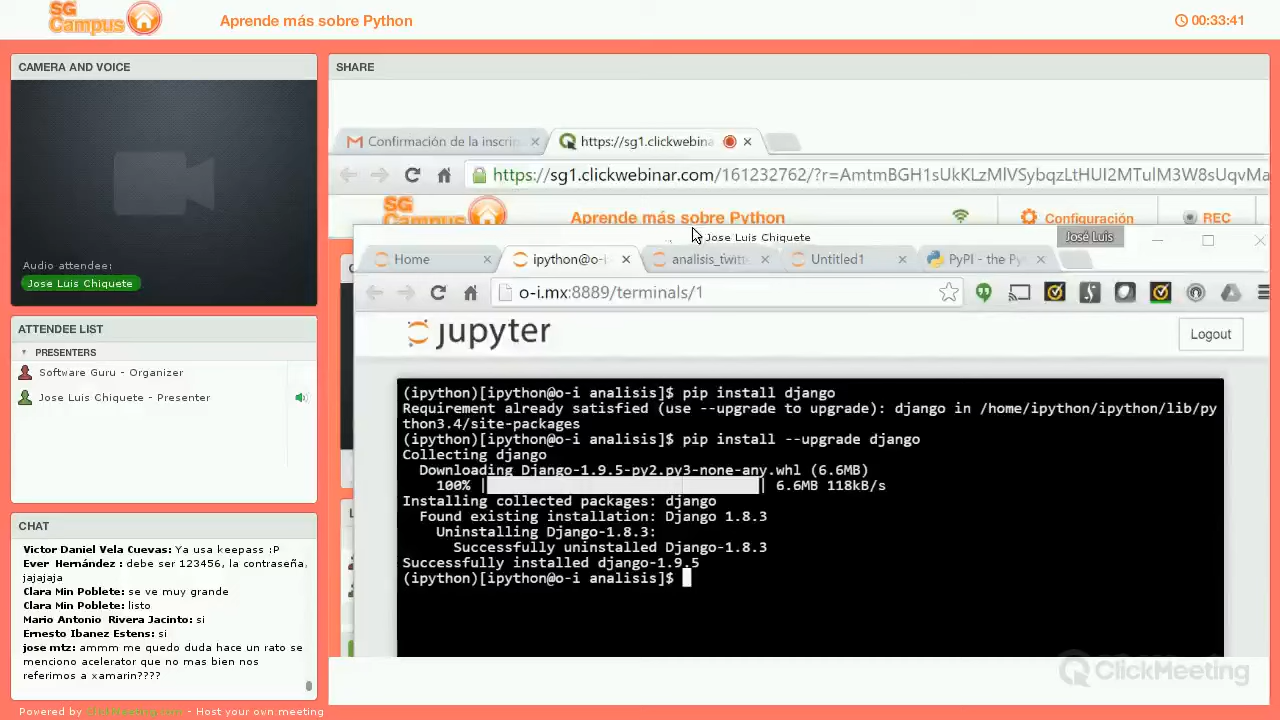 SG Campus
Aprende más sobre Python
00:33:41
CAMERA AND VOICE
Audio attendee:
Jose Luis Chiquete
ATTENDEE LIST
PRESENTERS
Software Guru - Organizer
Jose Luis Chiquete - Presenter
CHAT
Victor Daniel Vela Cuevas: Ya usa keepass :P
Ever Hernández : debe ser 123456, la contraseña,
jajajaja
Clara Min Poblete: se ve muy grande
Clara Min Poblete: listo
Mario Antonio Rivera Jacinto: si
Ernesto Ibanez Estens: si
jose mtz: ammm me quedo duda hace un rato se
menciono acelerator que no mas bien nos
referimos a xamarin????
Powered by ClickMeeting.com - Host your own meeting
SHARE
Confirmación de la inscrip
https://sg1.clickwebinar
https://sg1.clickwebinar.com/161232762/?r=AmtmBGH1sUkKLzMlVSybqzLtHUI2MTulM3W8sUqvMa
SG Campus
Aprende más sobre Python
Configuración
REC
Jose Luis Chiquete
José Luis
Home
ipython@o-i
analisis_twitt
Untitled1
PyPI - the Py
o-i.mx:8889/terminals/1
jupyter
Logout
(ipython)[ipython@o-i analisis]$ pip install django
Requirement already satisfied (use --upgrade to upgrade): django in /home/ipython/ipython/lib/py
thon3.4/site-packages
(ipython)[ipython@o-i analisis]$ pip install --upgrade django
Collecting django
Downloading Django-1.9.5-py2.py3-none-any.whl (6.6MB)
100% | | 6.6MB 118kB/s
Installing collected packages: django
Found existing installation: Django 1.8.3
Uninstalling Django-1.8.3:
Successfully uninstalled Django-1.8.3
Successfully installed django-1.9.5
(ipython)[ipython@o-i analisis]$
ClickMeeting